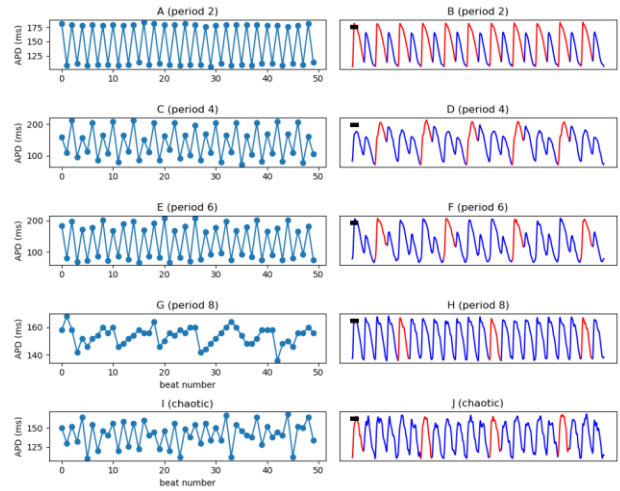 A (period 2)
B (period 2)
APD (ms)
175
150
125
0
10
20
30
40
50
C (period 4)
D (period 4)
APD (ms)
200
100
0
10
20
30
40
50
E (period 6)
F (period 6)
APD (ms)
200
100
0
10
20
30
40
50
G (period 8)
H (period 8)
APD (ms)
160
140
0
10
20
30
40
50
beat number
I (chaotic)
J (chaotic)
APD (ms)
150
125
0
10
20
30
40
50
beat number